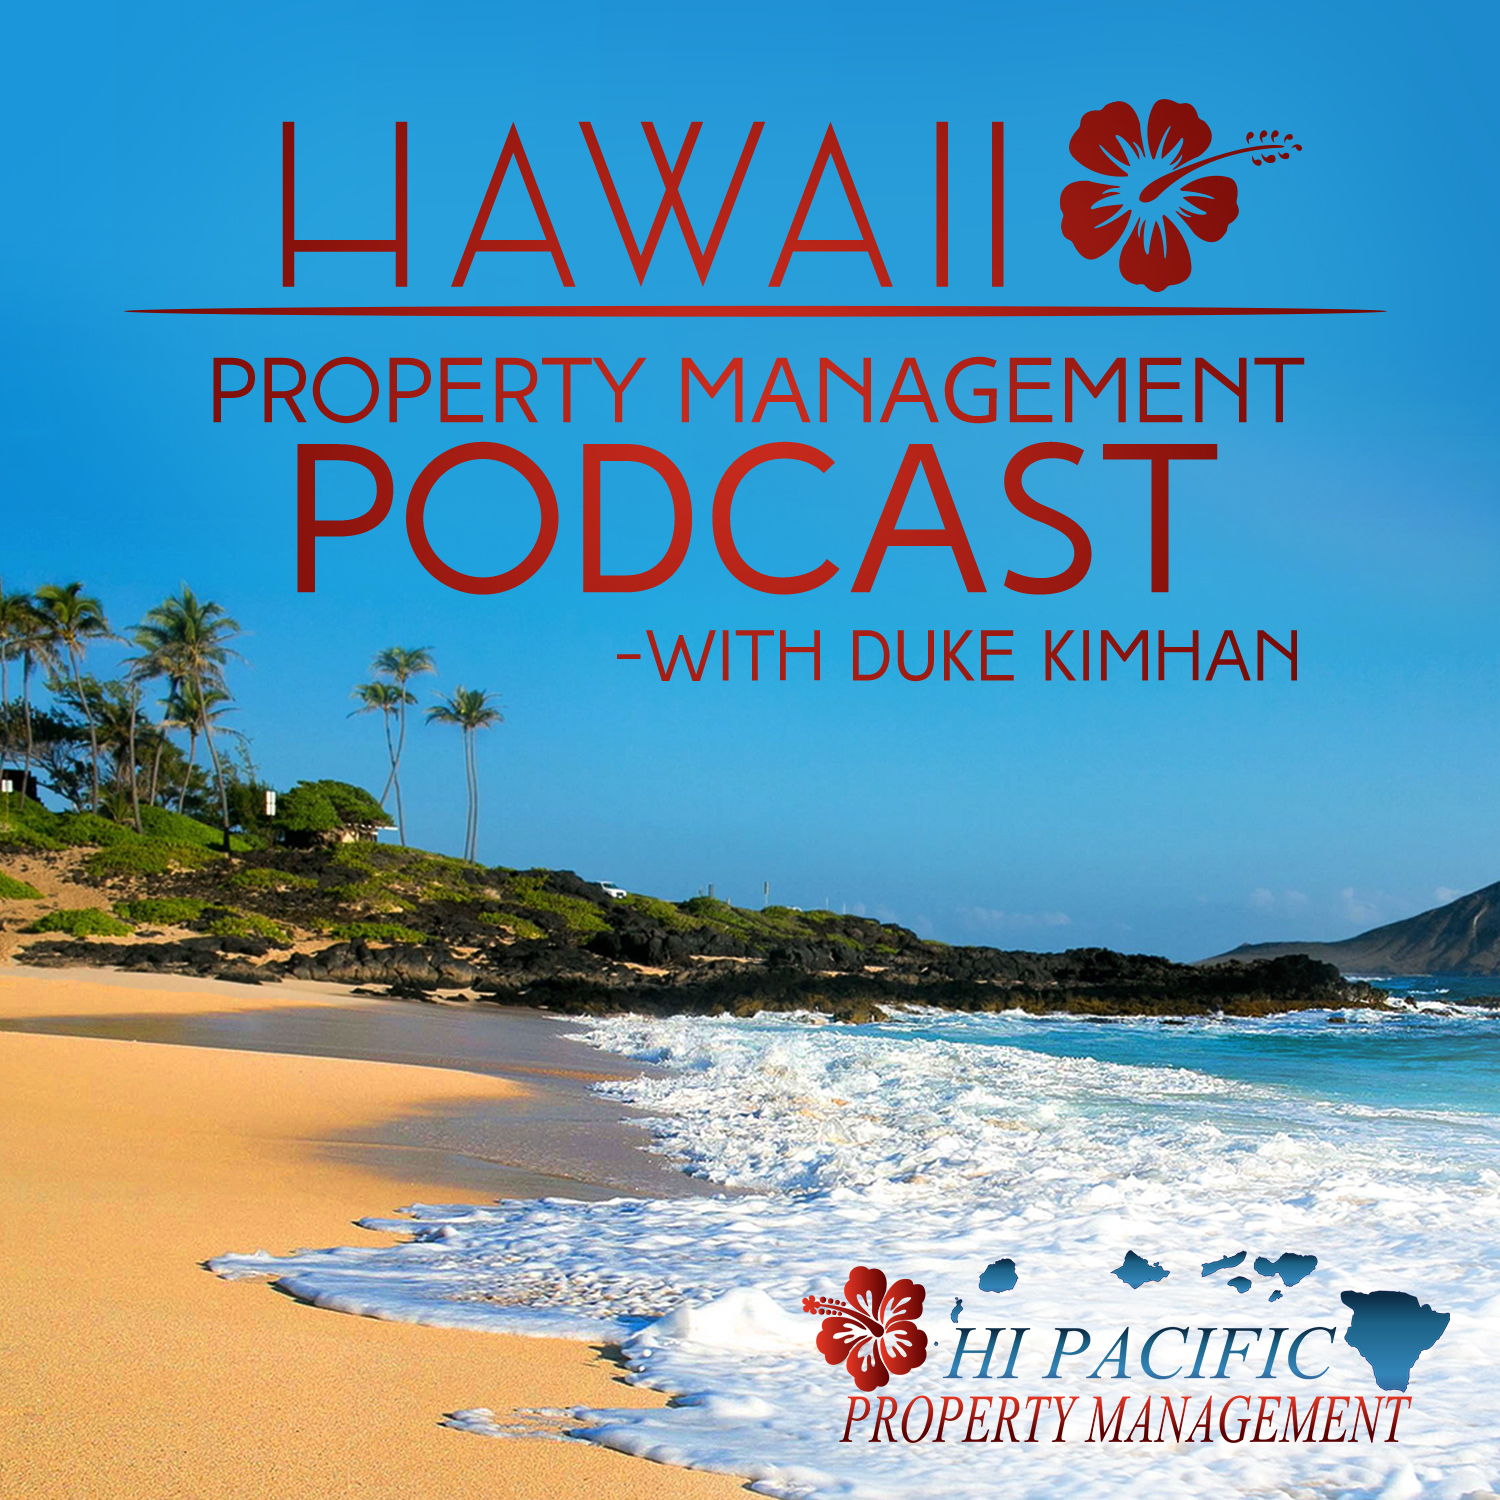 HAWAII
PROPERTY MANAGEMENT
PODCAST
-WITH DUKE KIMHAN
HI PACIFIC
PROPERTY MANAGEMENT